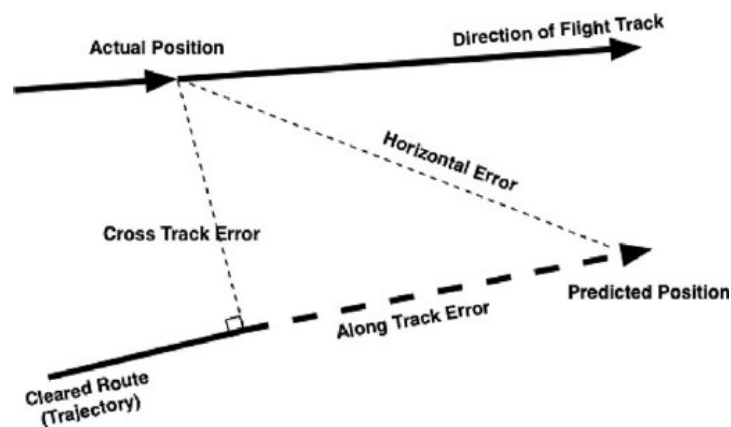 Actual Position
Direction of Flight Track
Horizontal Error
Cross Track Error
Predicted Position
Along Track Error
Cleared Route
(Trajectory)